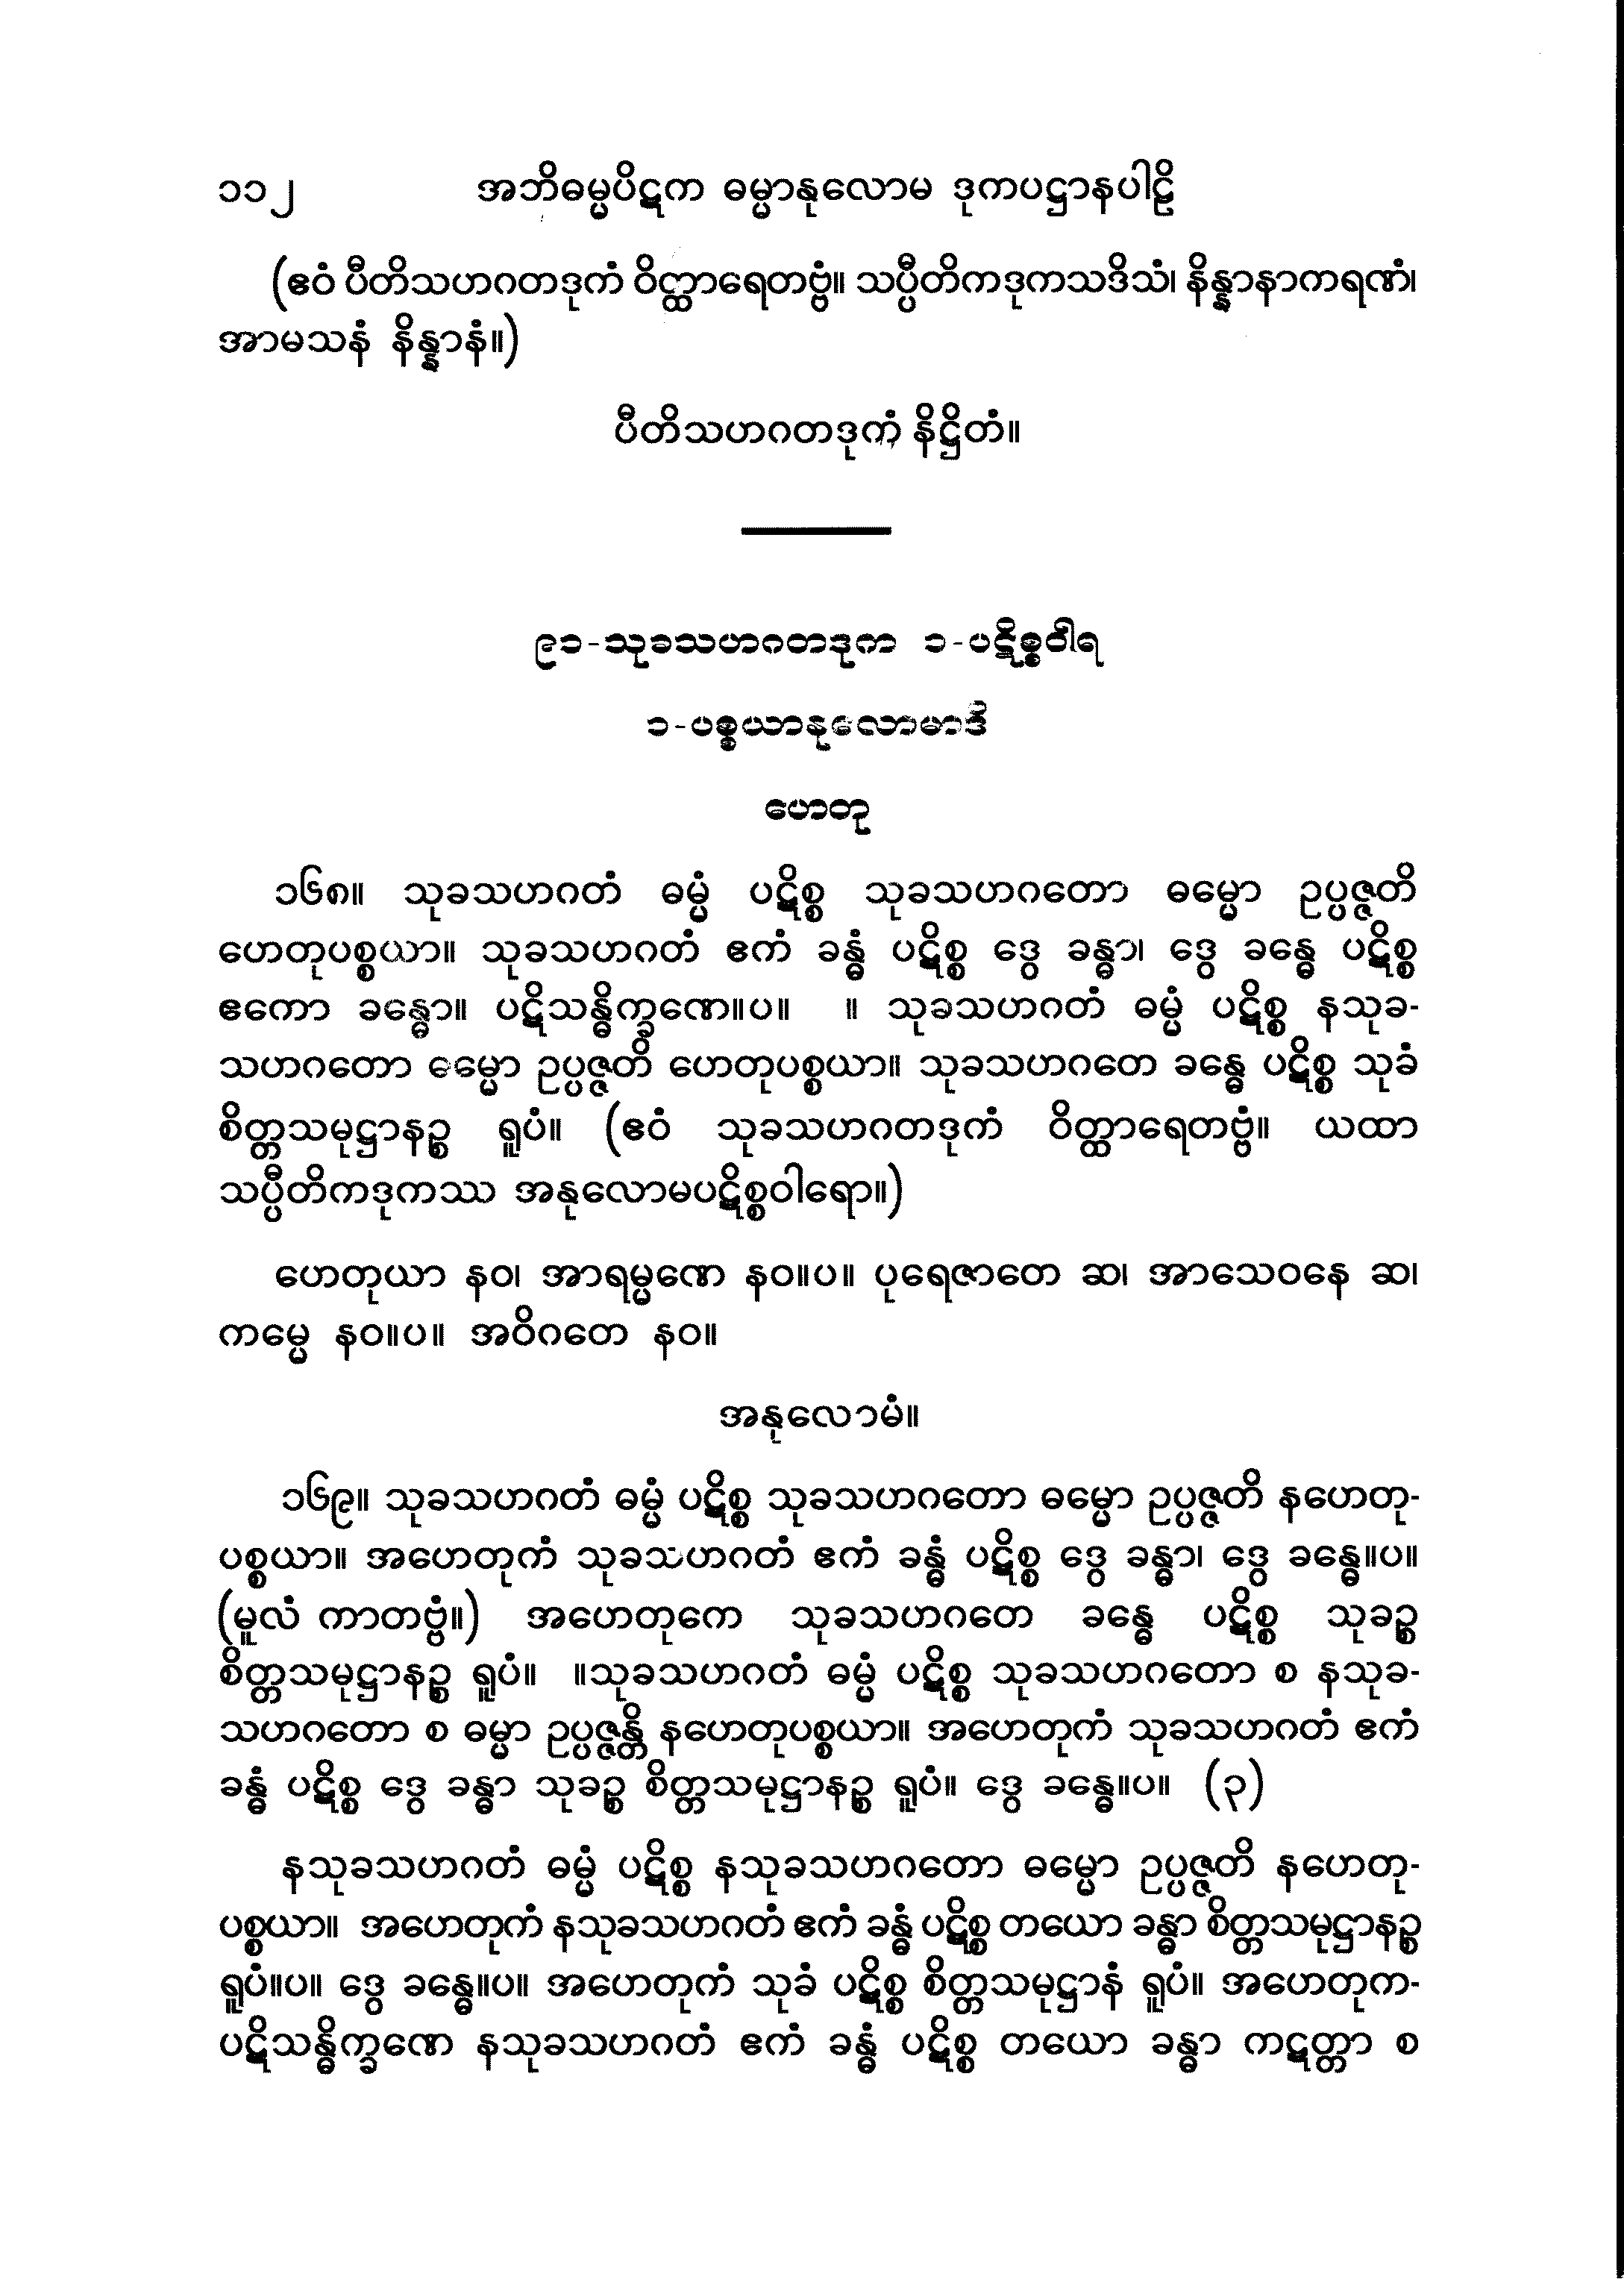 ၁၁၂ အဘိဓမ္မပိဋက ဓမ္မာနုလောမ ဒုကပဋ္ဌာနပါဠိ
(ဧဝံ ပီတိသဟဂတဒုကံ ဝိတ္ထာရေတဗ္ဗံ။ သပ္ပီတိကဒုကသဒိသံ၊ နိန္နာနာကရဏံ၊
အာမသနံ နိန္နာနံ။)
ပီတိသဟဂတဒုကံ နိဋ္ဌိတံ။
၉၁-သုခသဟဂတဒုက ၁-ပဋိစ္စဝါရ
၁-ပစ္စယာနုလောမာဒိ
ဟေတု
၁၆၈။ သုခသဟဂတံ ဓမ္မံ ပဋိစ္စ သုခသဟဂတော ဓမ္မော ဥပ္ပဇ္ဇတိ
ဟေတုပစ္စယာ။ သုခသဟဂတံ ဧကံ ခန္ဓံ ပဋိစ္စ ဒွေ ခန္ဓာ၊ ဒွေ ခန္ဓေ ပဋိစ္စ
ဧကော ခန္ဓော။ ပဋိသန္ဓိက္ခဏေ။ပ။ ။ သုခသဟဂတံ ဓမ္မံ ပဋိစ္စ နသုခ-
သဟဂတော ဓမ္မော ဥပ္ပဇ္ဇတိ ဟေတုပစ္စယာ။ သုခသဟဂတေ ခန္ဓေ ပဋိစ္စ သုခံ
စိတ္တသမုဋ္ဌာနဉ္စ ရူပံ။ (ဧဝံ သုခသဟဂတဒုကံ ဝိတ္ထာရေတဗ္ဗံ။ ယထာ
သပ္ပီတိကဒုကဿ အနုလောမပဋိစ္စဝါရော။)
ဟေတုယာ နဝ၊ အာရမ္မဏေ နဝ။ပ။ ပုရေဇာတေ ဆ၊ အာသေဝနေ ဆ၊
ကမ္မေ နဝ။ပ။ အဝိဂတေ နဝ။
အနုလောမံ။
၁၆၉။ သုခသဟဂတံ ဓမ္မံ ပဋိစ္စ သုခသဟဂတော ဓမ္မော ဥပ္ပဇ္ဇတိ နဟေတု-
ပစ္စယာ။ အဟေတုကံ သုခသဟဂတံ ဧကံ ခန္ဓံ ပဋိစ္စ ဒွေ ခန္ဓာ၊ ဒွေ ခန္ဓေ။ပ။
(မူလံ ကာတဗ္ဗံ။) အဟေတုကေ သုခသဟဂတေ ခန္ဓေ ပဋိစ္စ သုခဉ္စ
စိတ္တသမုဋ္ဌာနဉ္စ ရူပံ။ ။သုခသဟဂတံ ဓမ္မံ ပဋိစ္စ သုခသဟဂတော စ နသုခ-
သဟဂတော စ ဓမ္မာ ဥပ္ပဇ္ဇန္တိ နဟေတုပစ္စယာ။ အဟေတုကံ သုခသဟဂတံ ဧကံ
ခန္ဓံ ပဋိစ္စ ဒွေ ခန္ဓာ သုခဉ္စ စိတ္တသမုဋ္ဌာနဉ္စ ရူပံ။ ဒွေ ခန္ဓေ။ပ။ (၃)
နသုခသဟဂတံ ဓမ္မံ ပဋိစ္စ နသုခသဟဂတော ဓမ္မော ဥပ္ပဇ္ဇတိ နဟေတု-
ပစ္စယာ။ အဟေတုကံ နသုခသဟဂတံ ဧကံ ခန္ဓံ ပဋိစ္စ တယော ခန္ဓာ စိတ္တသမုဋ္ဌာနဉ္စ
ရူပံ။ပ။ ဒွေ ခန္ဓေ။ပ။ အဟေတုကံ သုခံ ပဋိစ္စ စိတ္တသမုဋ္ဌာနံ ရူပံ။ အဟေတုက-
ပဋိသန္ဓိက္ခဏေ နသုခသဟဂတံ ဧကံ ခန္ဓံ ပဋိစ္စ တယော ခန္ဓာ ကဋတ္တာ စ